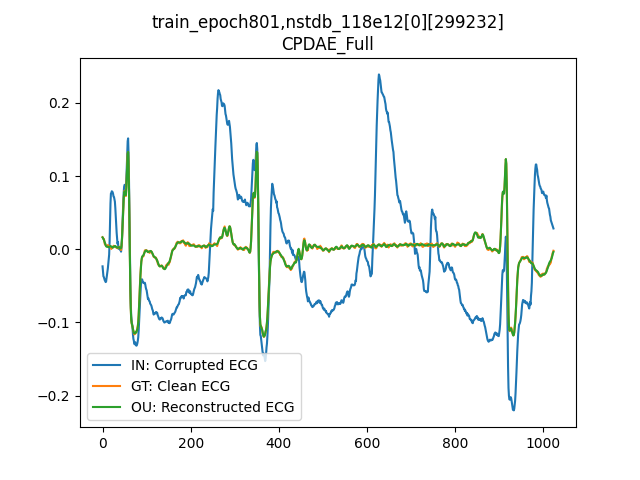 train_epoch801,nstdb_118e12[0][299232]
CPDAE_Full
0.2
0.1
0.0
−0.1
−0.2
IN: Corrupted ECG
GT: Clean ECG
OU: Reconstructed ECG
0 200 400 600 800 1000